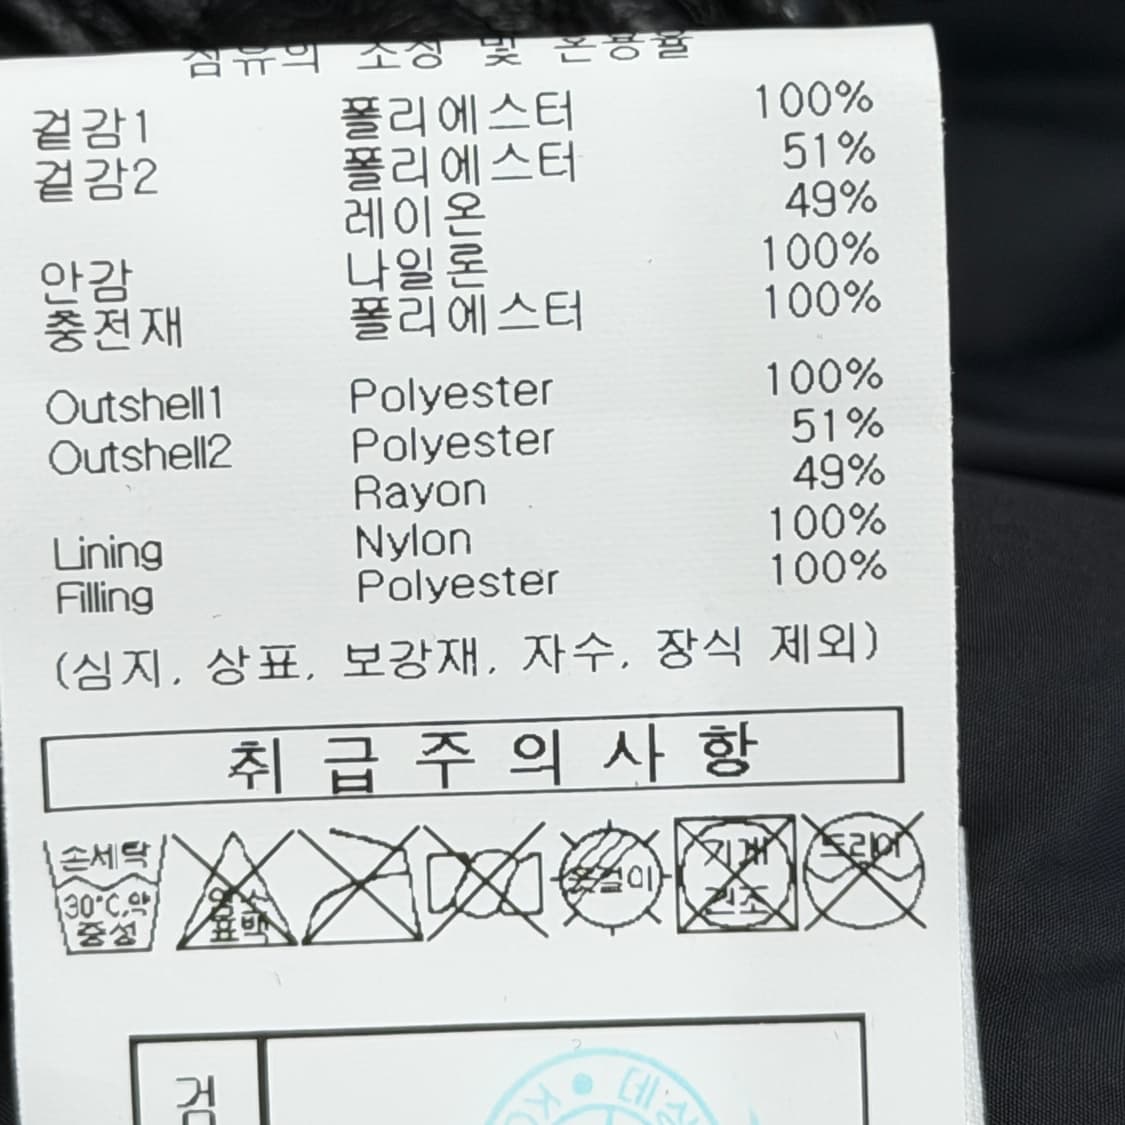 섬유의 조성 및 혼용율
겉감1 폴리에스터 100%
겉감2 폴리에스터 51%
레이온 49%
안감 나일론 100%
충전재 폴리에스터 100%
Outshell1 Polyester 100%
Outshell2 Polyester 51%
Rayon 49%
Lining Nylon 100%
Filling Polyester 100%
(심지, 상표, 보강재, 자수, 장식 제외)
취급주의사항
손세탁
30°C,약
중성
염소
표백
옷걸이
기계
건조
드라이
검